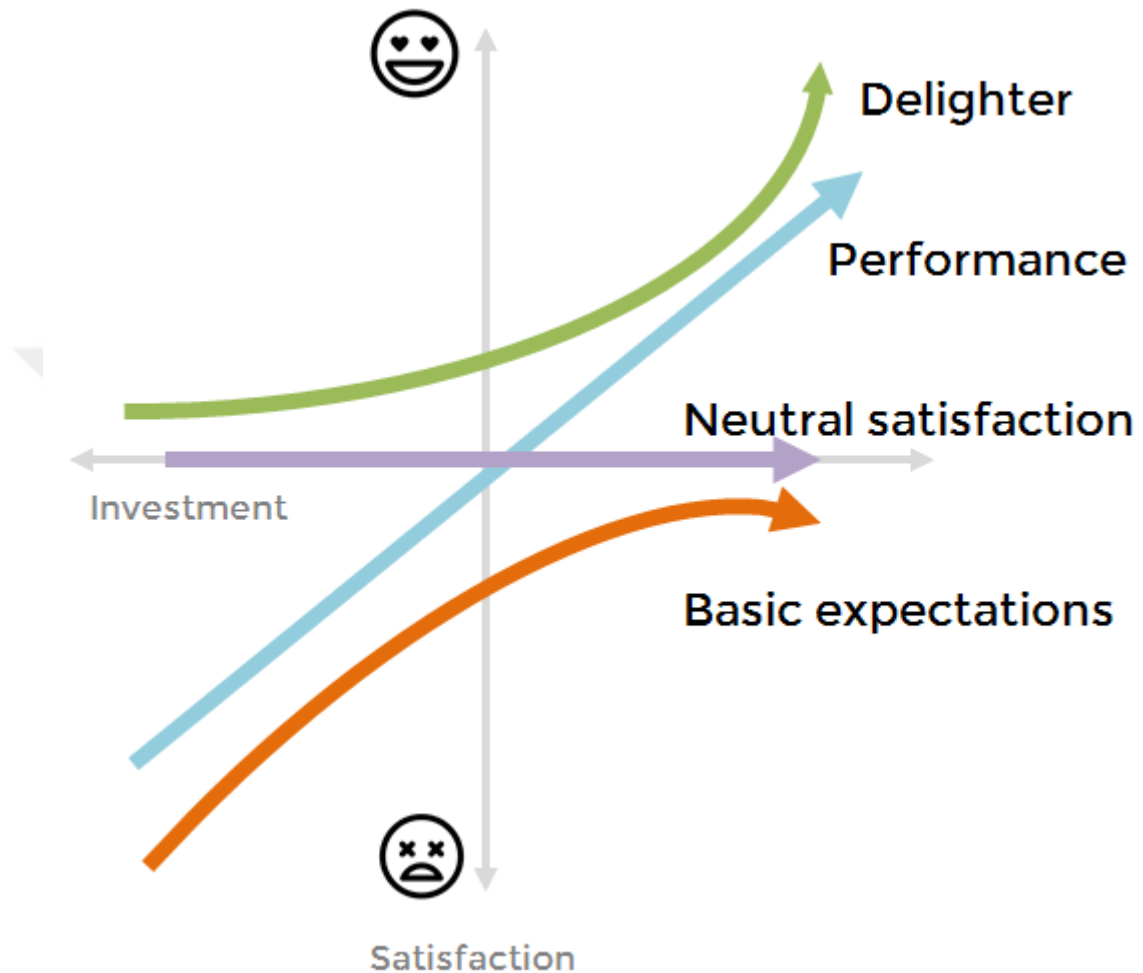 Delighter
Performance
Neutral satisfaction
Investment
Basic expectations
Satisfaction